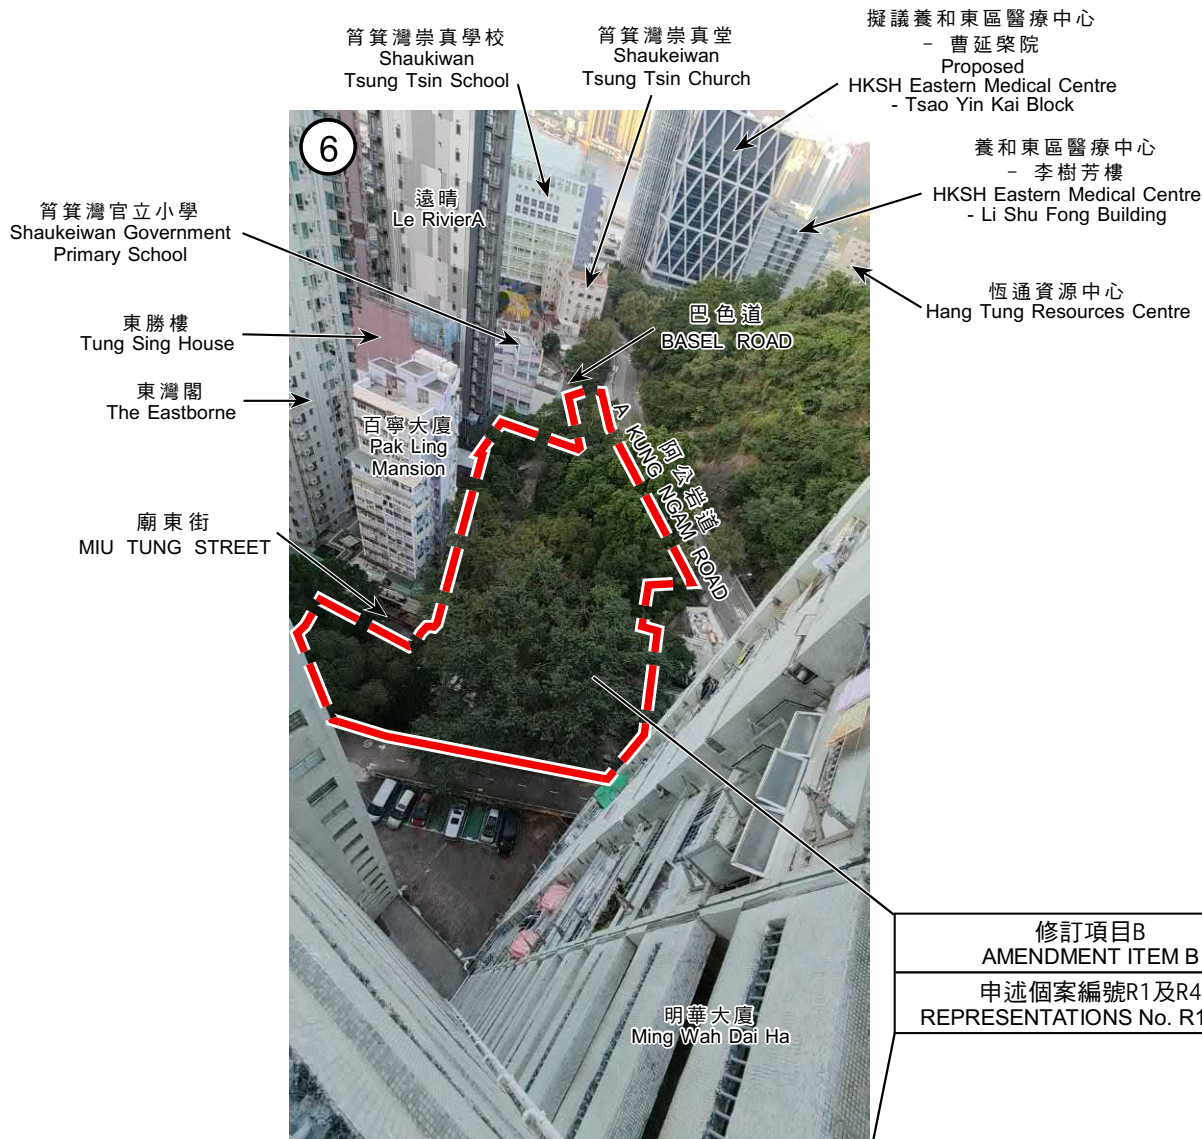 筲箕灣崇真學校
Shaukiwan
Tsung Tsin School
筲箕灣崇真堂
Shaukeiwan
Tsung Tsin Church
擬議養和東區醫療中心
- 曹延棨院
Proposed
HKSH Eastern Medical Centre
- Tsao Yin Kai Block
養和東區醫療中心
- 李樹芳樓
HKSH Eastern Medical Centre
- Li Shu Fong Building
恆通資源中心
Hang Tung Resources Centre
6
遠晴
Le RivierA
筲箕灣官立小學
Shaukeiwan Government
Primary School
東勝樓
Tung Sing House
東灣閣
The Eastborne
巴色道
BASEL ROAD
百寧大廈
Pak Ling
Mansion
阿公岩道
A KUNG NGAM ROAD
廟東街
MIU TUNG STREET
修訂項目B
AMENDMENT ITEM B
申述個案編號R1及R4
REPRESENTATIONS No. R1
明華大廈
Ming Wah Dai Ha